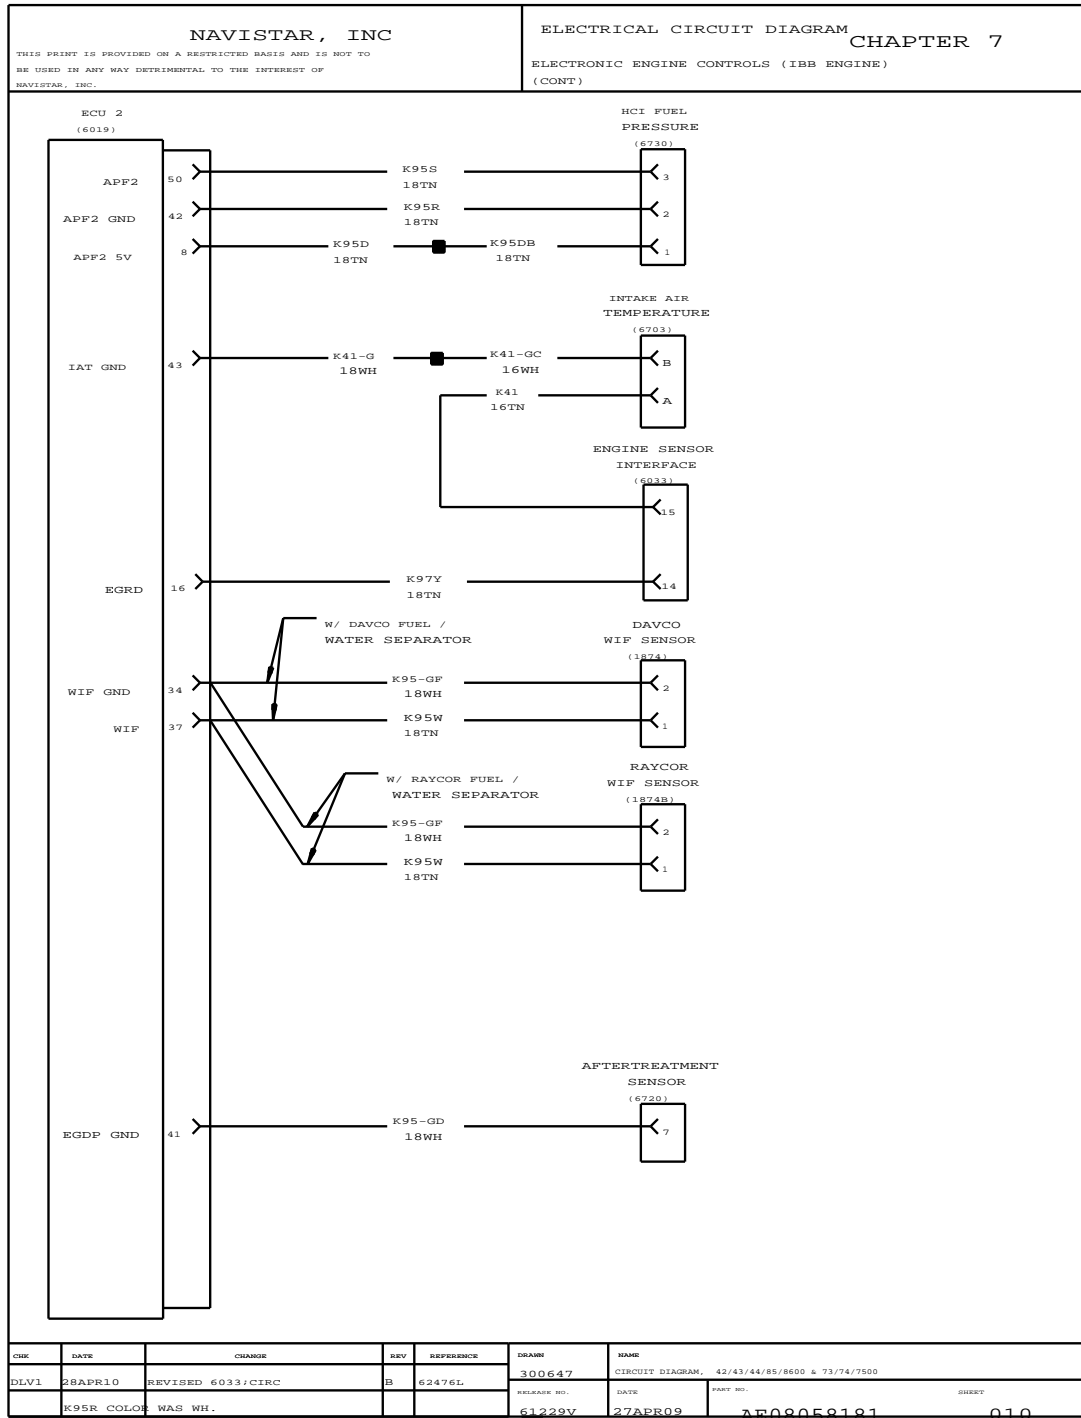 NAVISTAR, INC
THIS PRINT IS PROVIDED ON A RESTRICTED BASIS AND IS NOT TO
BE USED IN ANY WAY DETRIMENTAL TO THE INTEREST OF
NAVISTAR, INC.
ELECTRICAL CIRCUIT DIAGRAM
CHAPTER 7
ELECTRONIC ENGINE CONTROLS (IBB ENGINE)
(CONT)
ECU 2
(6019)
HCI FUEL
PRESSURE
(6730)
APF2 50 K95S 3
18TN
APF2 GND 42 K95R 2
18TN
APF2 5V 8 K95D K95DB 1
18TN 18TN
INTAKE AIR
TEMPERATURE
(6703)
IAT GND 43 K41-G K41-GC B
18WH 16WH
K41 A
16TN
ENGINE SENSOR
INTERFACE
(6033)
15
EGRD 16 K97Y 14
18TN
W/ DAVCO FUEL /
WATER SEPARATOR
DAVCO
WIF SENSOR
(1874)
WIF GND 34 K95-GF 2
18WH
WIF 37 K95W 1
18TN
W/ RAYCOR FUEL /
WATER SEPARATOR
RAYCOR
WIF SENSOR
(1874B)
K95-GF 2
18WH
K95W 1
18TN
AFTERTREATMENT
SENSOR
(6720)
EGDP GND 41 K95-GD 7
18WH
CHK DATE CHANGE REV REFERENCE DRAWN NAME
DLV1 28APR10 REVISED 6033;CIRC B 62476L 300647 CIRCUIT DIAGRAM, 42/43/44/85/8600 & 73/74/7500
RELEASE NO. DATE PART NO. SHEET
K95R COLOR WAS WH. 61229V 27APR09 AF08058181 010